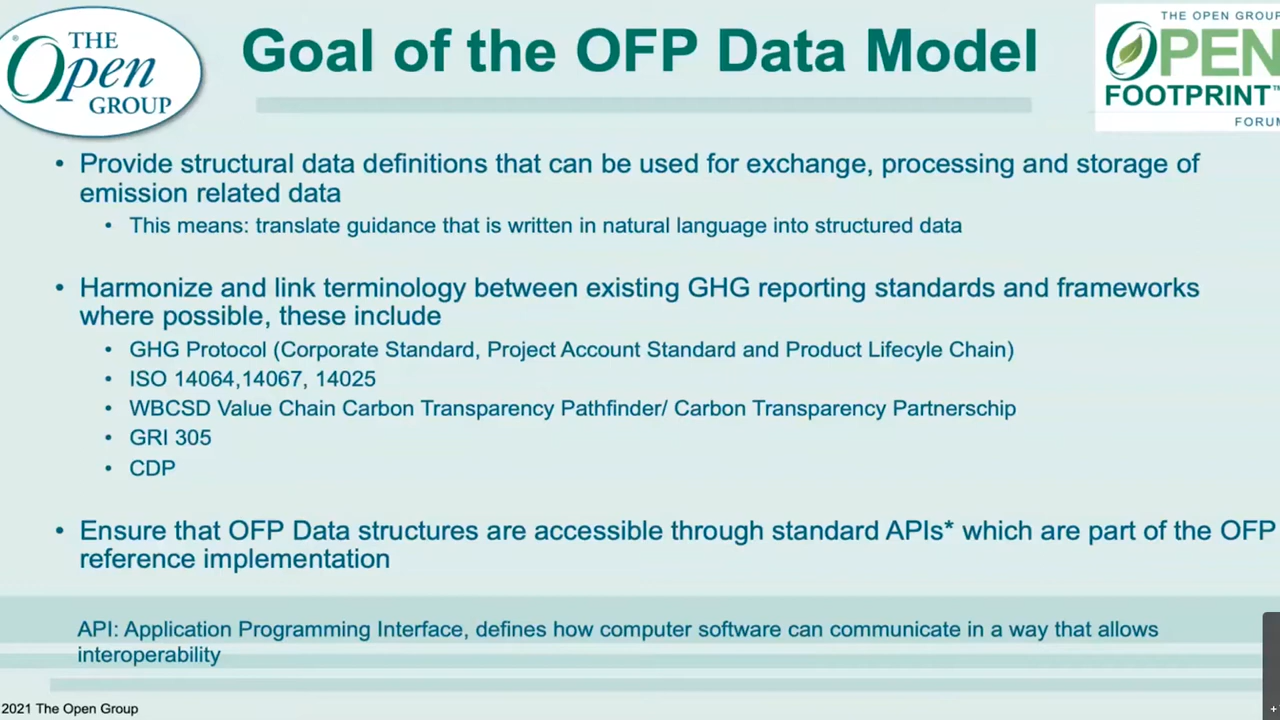 THE
Open
GROUP
®
Goal of the OFP Data Model
THE OPEN GROUP
OPEN
FOOTPRINT™
FORUM
• Provide structural data definitions that can be used for exchange, processing and storage of
emission related data
• This means: translate guidance that is written in natural language into structured data
• Harmonize and link terminology between existing GHG reporting standards and frameworks
where possible, these include
• GHG Protocol (Corporate Standard, Project Account Standard and Product Lifecyle Chain)
• ISO 14064,14067, 14025
• WBCSD Value Chain Carbon Transparency Pathfinder/ Carbon Transparency Partnerschip
• GRI 305
• CDP
• Ensure that OFP Data structures are accessible through standard APIs* which are part of the OFP
reference implementation
API: Application Programming Interface, defines how computer software can communicate in a way that allows
interoperability
2021 The Open Group
+